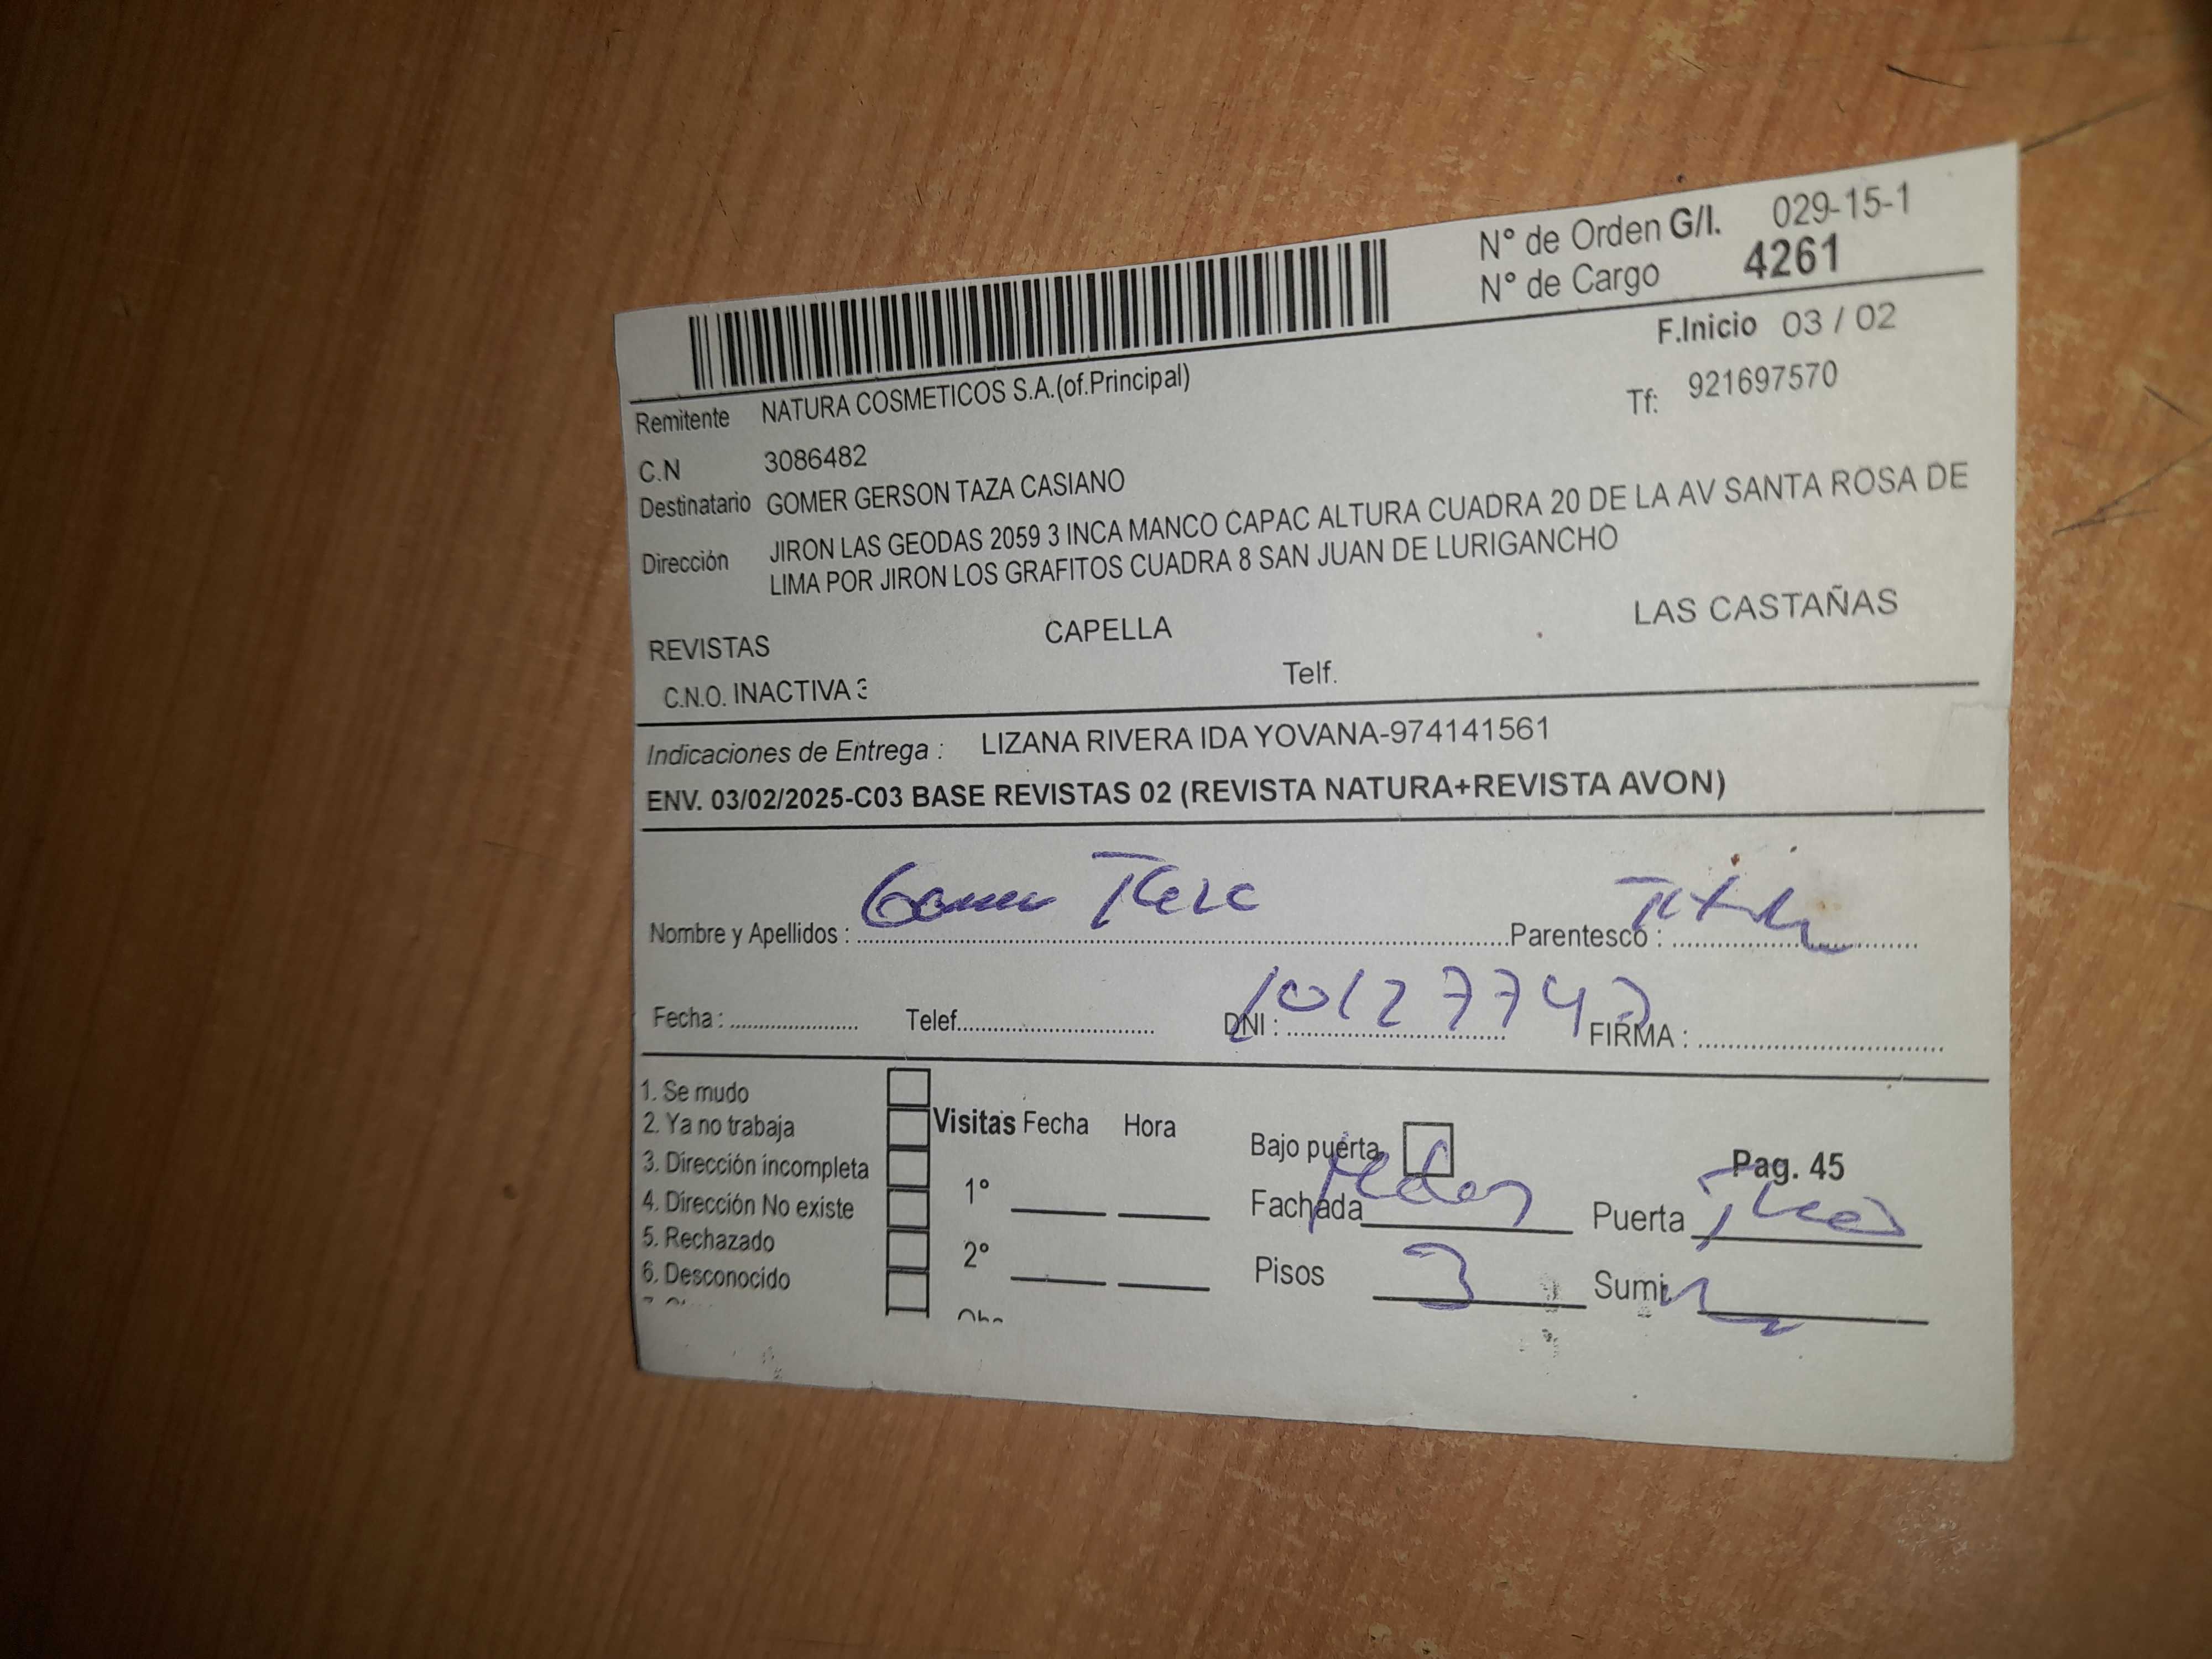 N° de Orden G/I. 029-15-1
N° de Cargo 4261
F.Inicio 03 / 02
Remitente NATURA COSMETICOS S.A.(of.Principal)
Tf: 921697570
C.N 3086482
Destinatario GOMER GERSON TAZA CASIANO
Dirección JIRON LAS GEODAS 2059 3 INCA MANCO CAPAC ALTURA CUADRA 20 DE LA AV SANTA ROSA DE
LIMA POR JIRON LOS GRAFITOS CUADRA 8 SAN JUAN DE LURIGANCHO
REVISTAS CAPELLA LAS CASTAÑAS
C.N.O. INACTIVA 3 Telf.
Indicaciones de Entrega : LIZANA RIVERA IDA YOVANA-974141561
ENV. 03/02/2025-C03 BASE REVISTAS 02 (REVISTA NATURA+REVISTA AVON)
Nombre y Apellidos : Gomer Parentesco :
Fecha : Telef. DNI : FIRMA :
1. Se mudo
2. Ya no trabaja
3. Dirección incompleta
4. Dirección No existe
5. Rechazado
6. Desconocido
Visitas Fecha Hora
1°
2°
Bajo puerta Pag. 45
Fachada Puerta
Pisos 3 Sumi.